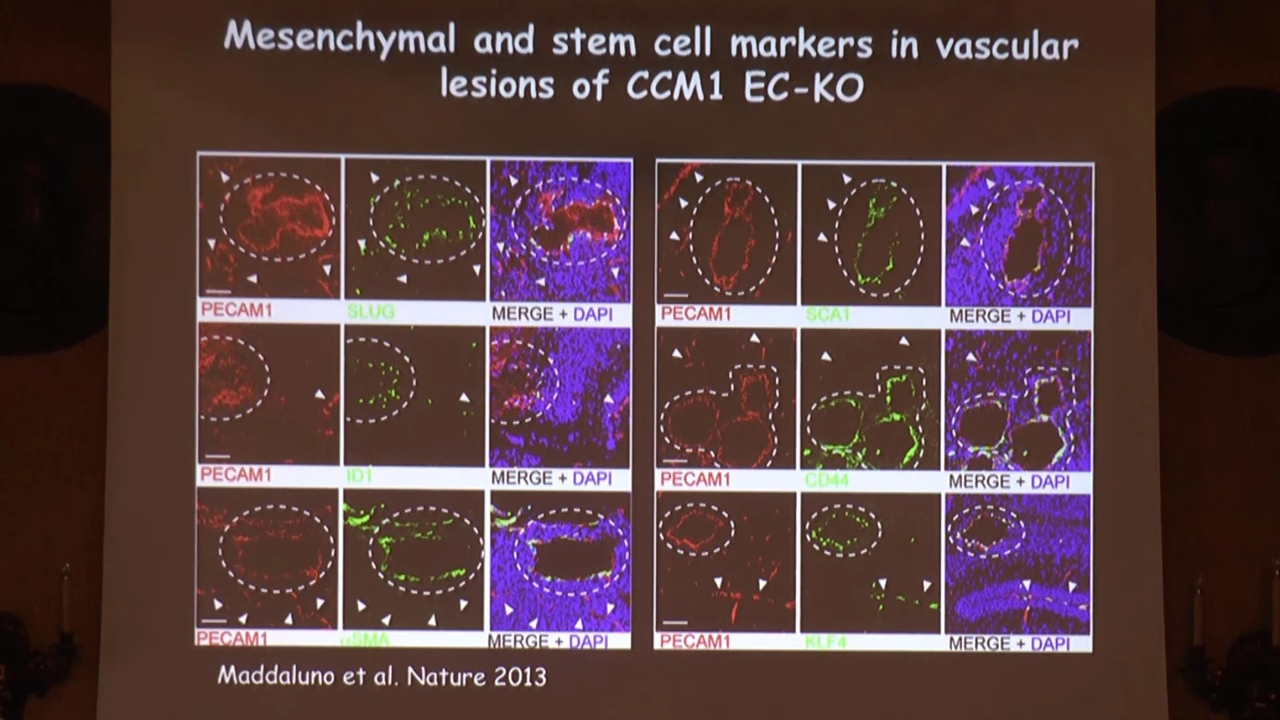 Mesenchymal and stem cell markers in vascular
lesions of CCM1 EC-KO
PECAM1 SLUG MERGE + DAPI
PECAM1 SCA1 MERGE + DAPI
PECAM1 ID1 MERGE + DAPI
PECAM1 CD44 MERGE + DAPI
PECAM1 αSMA MERGE + DAPI
PECAM1 KLF4 MERGE + DAPI
Maddaluno et al. Nature 2013